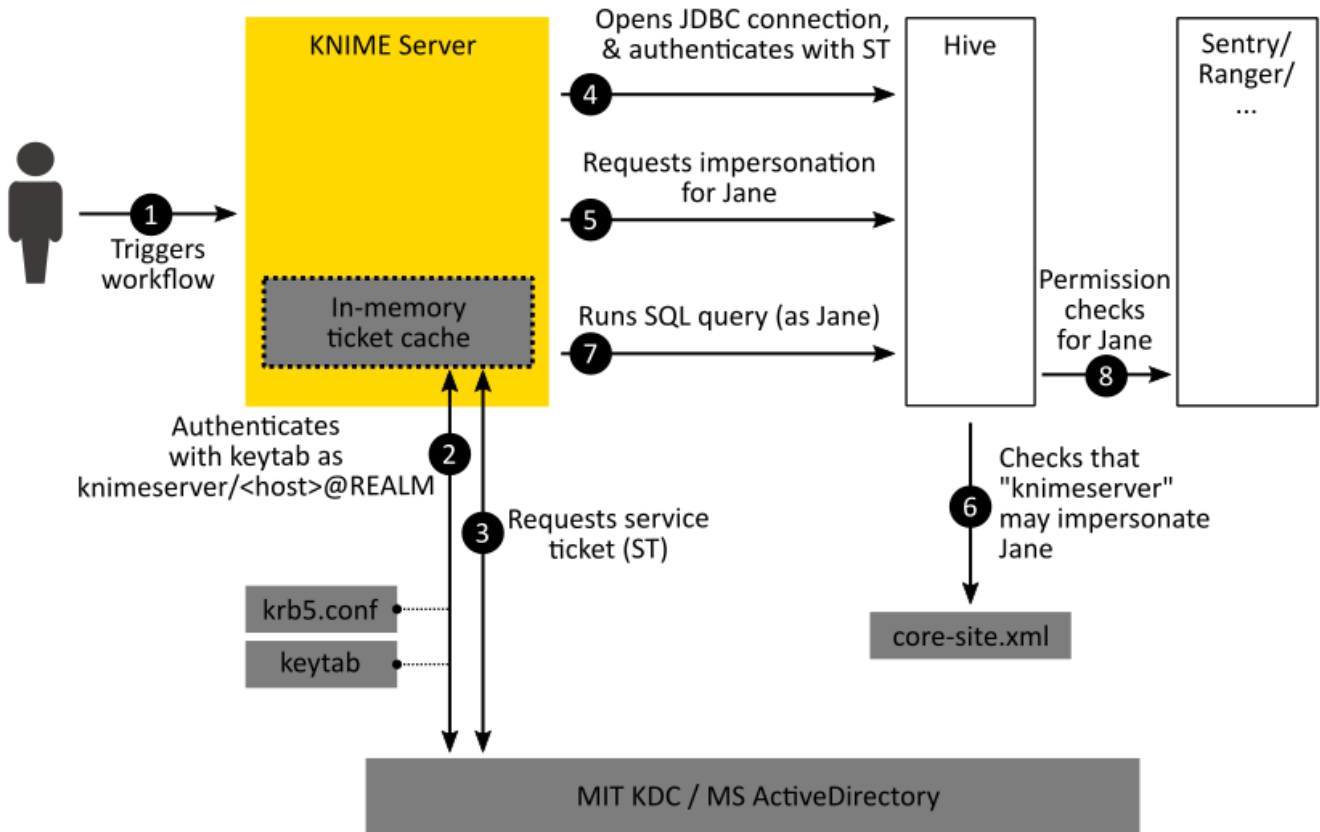 KNIME Server
Opens JDBC connection,
& authenticates with ST
Hive
Sentry/
Ranger/
...
4
Requests impersonation
for Jane
5
1
Triggers
workflow
In-memory
ticket cache
Runs SQL query (as Jane)
7
Permission
checks
for Jane
8
Authenticates
with keytab as
knimeserver/<host>@REALM
2
3
Requests service
ticket (ST)
6
Checks that
"knimeserver"
may impersonate
Jane
krb5.conf
keytab
core-site.xml
MIT KDC / MS ActiveDirectory